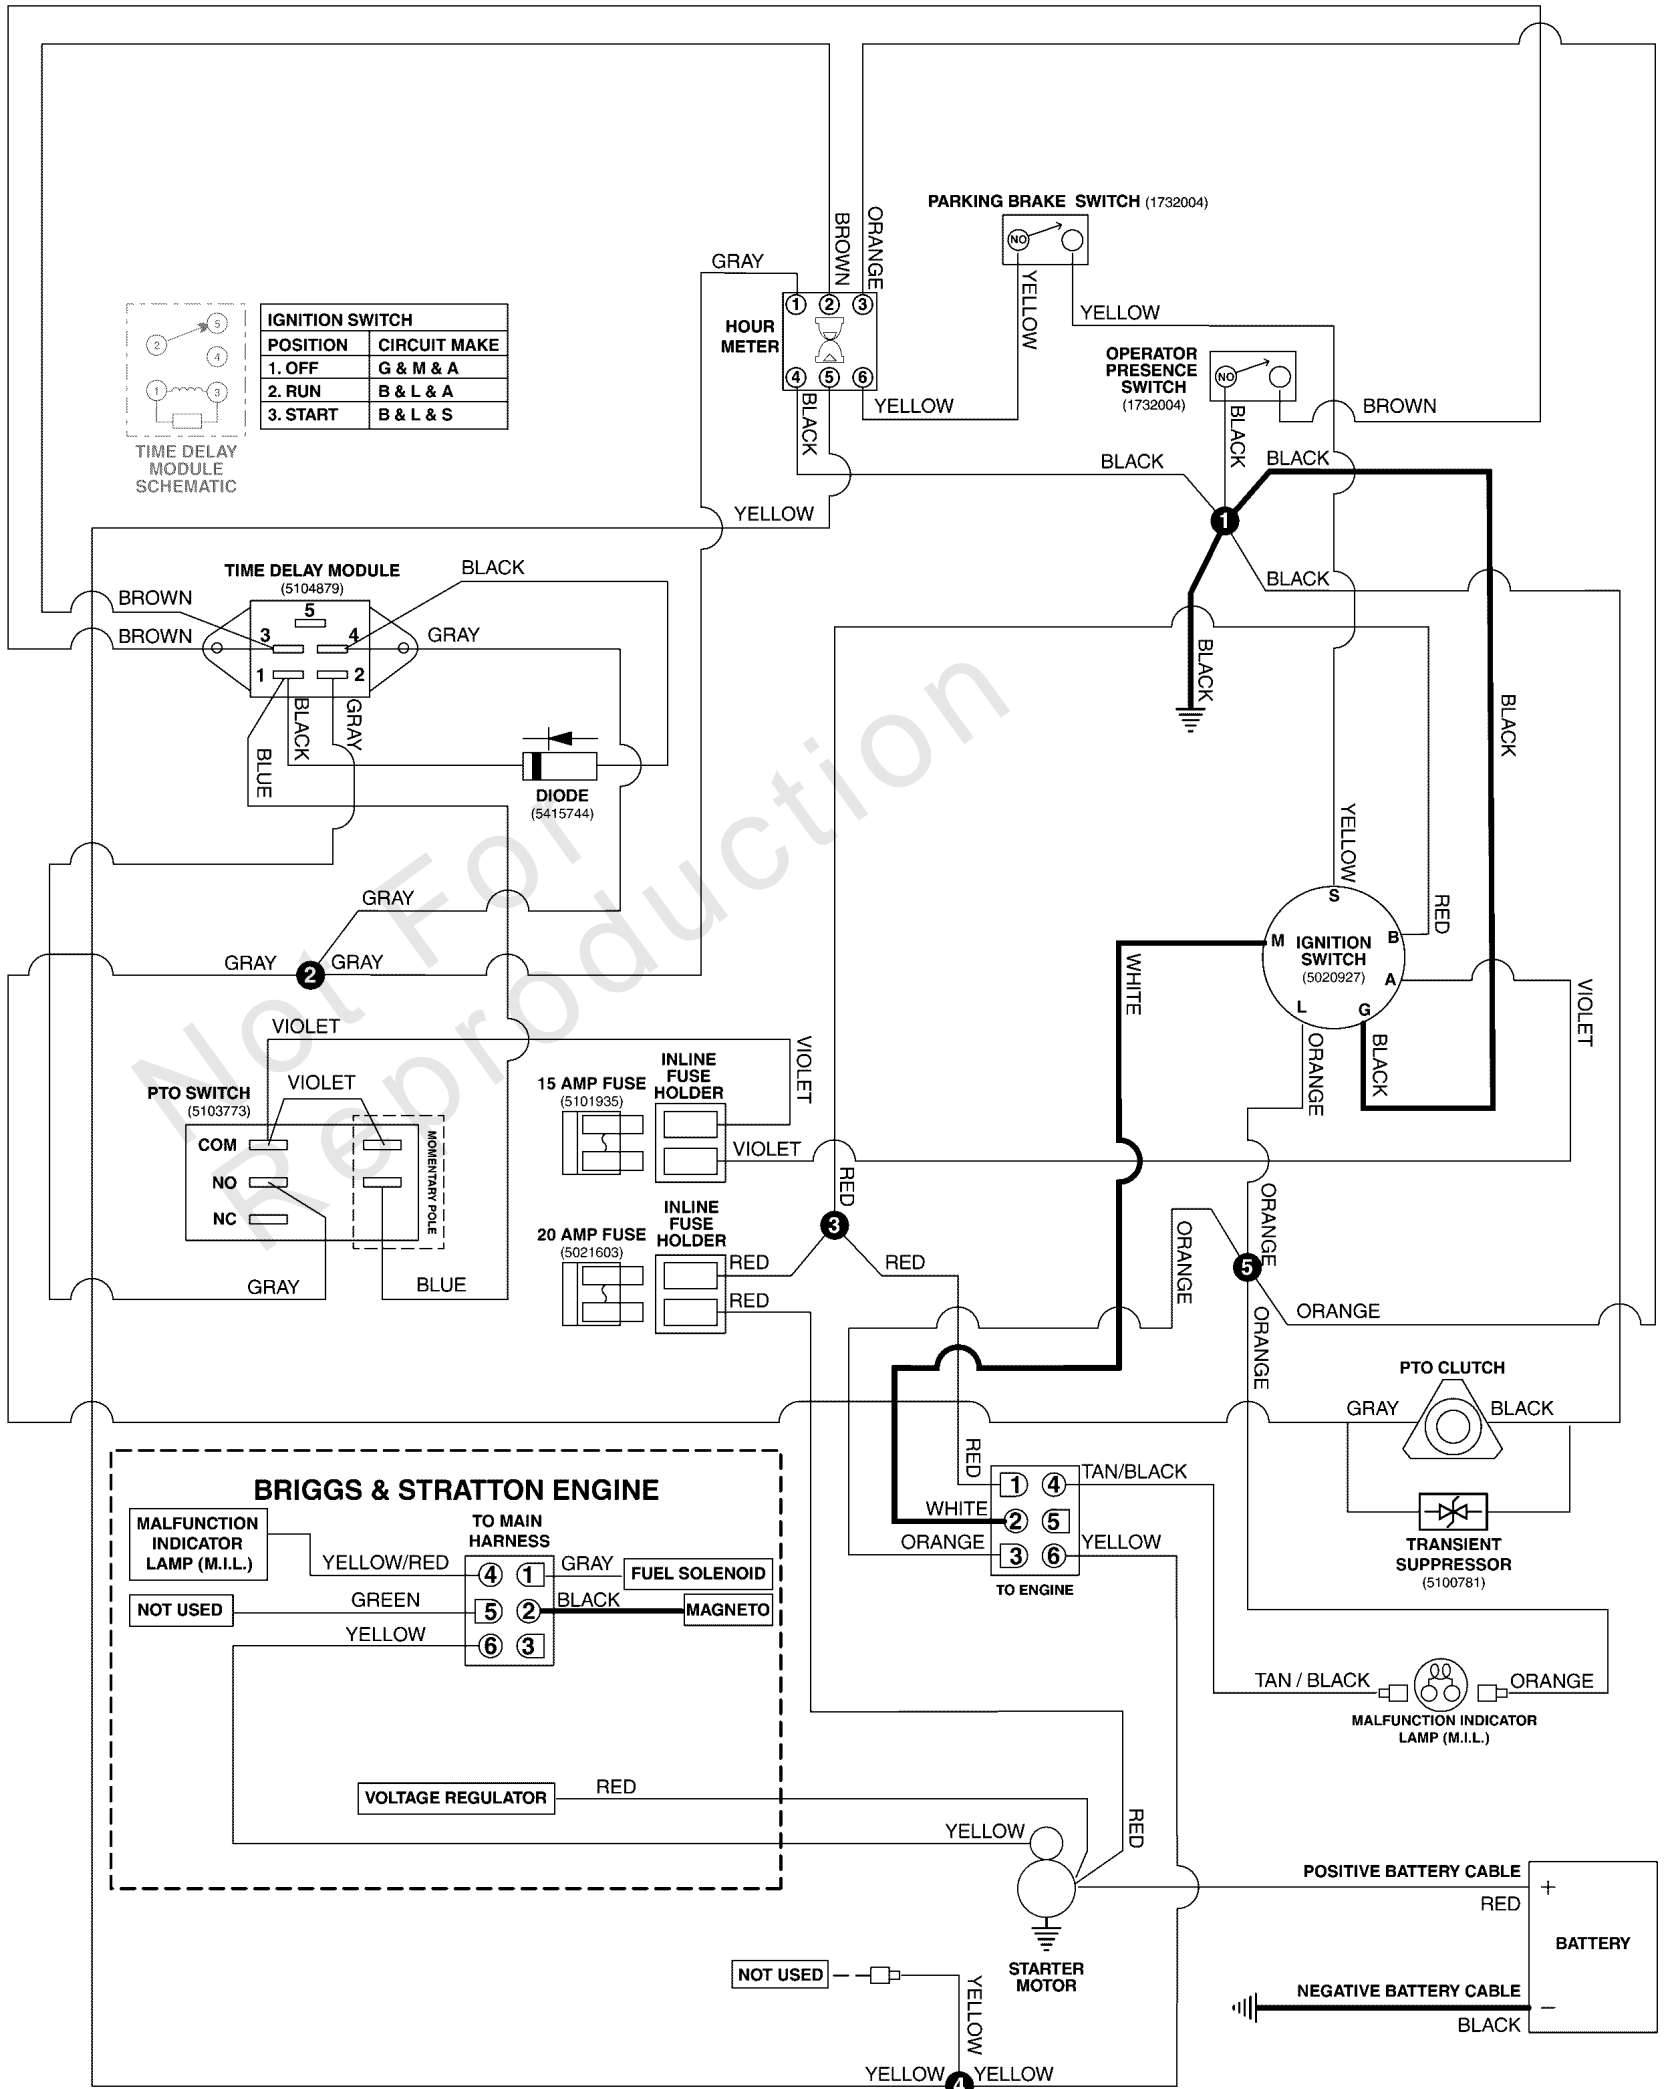 PARKING BRAKE SWITCH (1732004)
NO
YELLOW
YELLOW
BROWN
ORANGE
GRAY
1 2 3
HOUR
METER
4 5 6
YELLOW
BLACK
OPERATOR
PRESENCE
SWITCH
(1732004)
NO
BLACK
BROWN
2 5 4 1 3
TIME DELAY
MODULE
SCHEMATIC
IGNITION SWITCH
POSITION CIRCUIT MAKE
1. OFF G & M & A
2. RUN B & L & A
3. START B & L & S
BLACK
BLACK
1
YELLOW
BLACK
BLACK
BLACK
TIME DELAY MODULE
(5104879)
BROWN
BROWN
5
3 4
1 2
BLACK
GRAY
BLUE
BLACK
GRAY
DIODE
(5415744)
Not For
Reproduction
GRAY
GRAY 2 GRAY
YELLOW
S
M B
A
L G
IGNITION
SWITCH
(5020927)
RED
WHITE
VIOLET
ORANGE
BLACK
VIOLET
VIOLET
VIOLET
PTO SWITCH
(5103773)
COM
NO
NC
MOMENTARY POLE
GRAY
BLUE
15 AMP FUSE
(5101935)
INLINE
FUSE
HOLDER
VIOLET
20 AMP FUSE
(5021603)
INLINE
FUSE
HOLDER
RED
RED
RED
3
RED
ORANGE
ORANGE
5
ORANGE
ORANGE
PTO CLUTCH
GRAY
BLACK
TRANSIENT
SUPPRESSOR
(5100781)
RED
WHITE
ORANGE
1 4
2 5
3 6
TAN/BLACK
YELLOW
TO ENGINE
BRIGGS & STRATTON ENGINE
MALFUNCTION
INDICATOR
LAMP (M.I.L.)
TO MAIN
HARNESS
YELLOW/RED
4 1
GRAY
FUEL SOLENOID
NOT USED
GREEN
5 2
BLACK
MAGNETO
YELLOW
6 3
TAN / BLACK
ORANGE
MALFUNCTION INDICATOR
LAMP (M.I.L.)
VOLTAGE REGULATOR
RED
YELLOW
RED
STARTER
MOTOR
POSITIVE BATTERY CABLE
RED
+
BATTERY
NEGATIVE BATTERY CABLE
BLACK
−
NOT USED
YELLOW
YELLOW 4 YELLOW